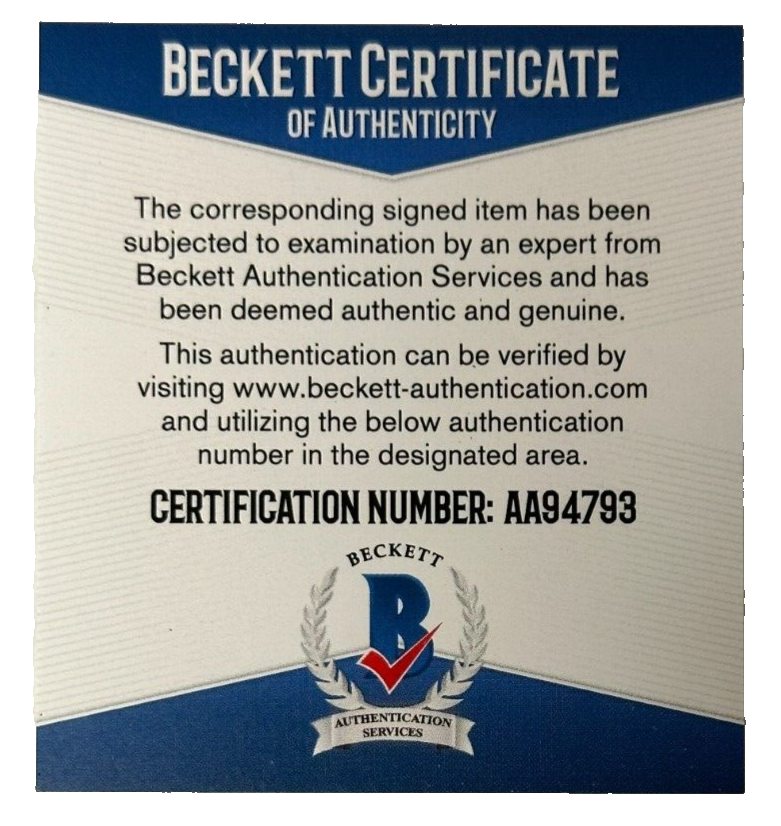 BECKETT CERTIFICATE
OF AUTHENTICITY
The corresponding signed item has been
subjected to examination by an expert from
Beckett Authentication Services and has
been deemed authentic and genuine.
This authentication can be verified by
visiting www.beckett-authentication.com
and utilizing the below authentication
number in the designated area.
CERTIFICATION NUMBER: AA94793
BECKETT
B
AUTHENTICATION
SERVICES